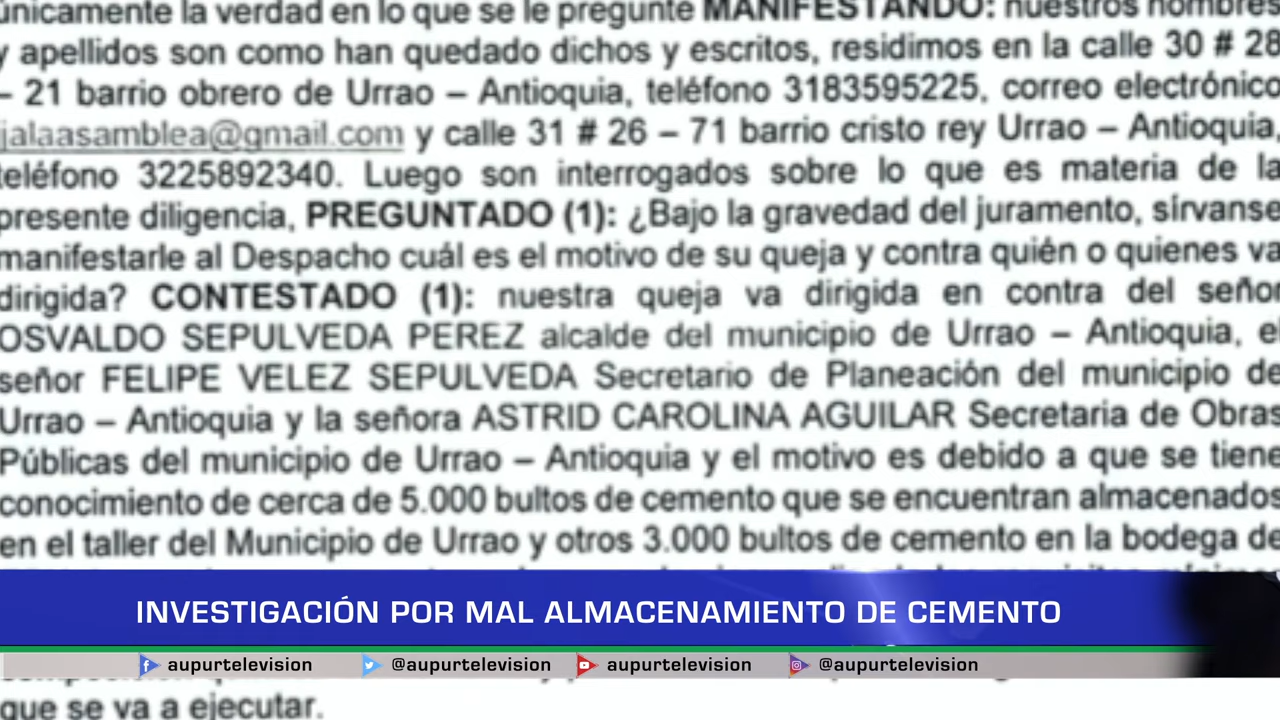 únicamente la verdad en lo que se le pregunte MANIFESTANDO: nuestros nombres
y apellidos son como han quedado dichos y escritos, residimos en la calle 30 # 28
– 21 barrio obrero de Urrao – Antioquia, teléfono 3183595225, correo electrónico
jalaasamblea@gmail.com y calle 31 # 26 – 71 barrio cristo rey Urrao – Antioquia,
teléfono 3225892340. Luego son interrogados sobre lo que es materia de la
presente diligencia, PREGUNTADO (1): ¿Bajo la gravedad del juramento, sírvanse
manifestarle al Despacho cuál es el motivo de su queja y contra quién o quienes va
dirigida? CONTESTADO (1): nuestra queja va dirigida en contra del señor
OSVALDO SEPULVEDA PEREZ alcalde del municipio de Urrao – Antioquia, el
señor FELIPE VELEZ SEPULVEDA Secretario de Planeación del municipio de
Urrao – Antioquia y la señora ASTRID CAROLINA AGUILAR Secretaria de Obras
Públicas del municipio de Urrao – Antioquia y el motivo es debido a que se tiene
conocimiento de cerca de 5.000 bultos de cemento que se encuentran almacenados
en el taller del Municipio de Urrao y otros 3.000 bultos de cemento en la bodega de
INVESTIGACIÓN POR MAL ALMACENAMIENTO DE CEMENTO
aupurtelevision @aupurtelevision aupurtelevision @aupurtelevision
que se va a ejecutar.